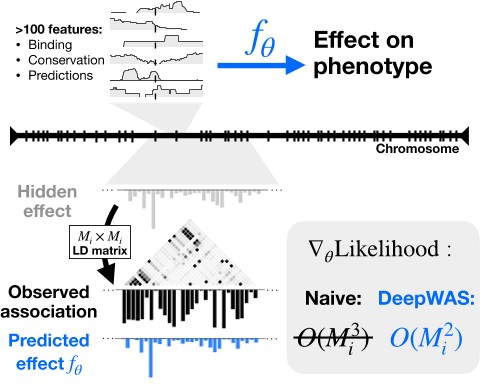 >100 features:
• Binding
• Conservation
• Predictions
f_θ
Effect on
phenotype
Chromosome
Hidden
effect
M_i × M_i
LD matrix
Observed
association
Predicted
effect f_θ
∇_θLikelihood :
Naive: DeepWAS:
O(M_i^3) O(M_i^2)